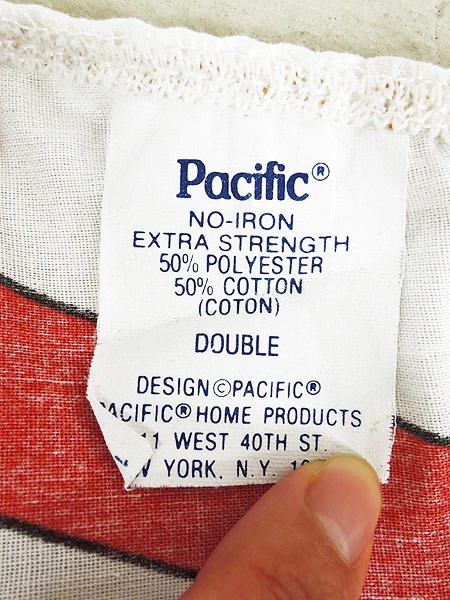 Pacific®
NO-IRON
EXTRA STRENGTH
50% POLYESTER
50% COTTON
(COTON)
DOUBLE
DESIGN©PACIFIC®
PACIFIC® HOME PRODUCTS
11 WEST 40TH ST.
YORK, N.Y.